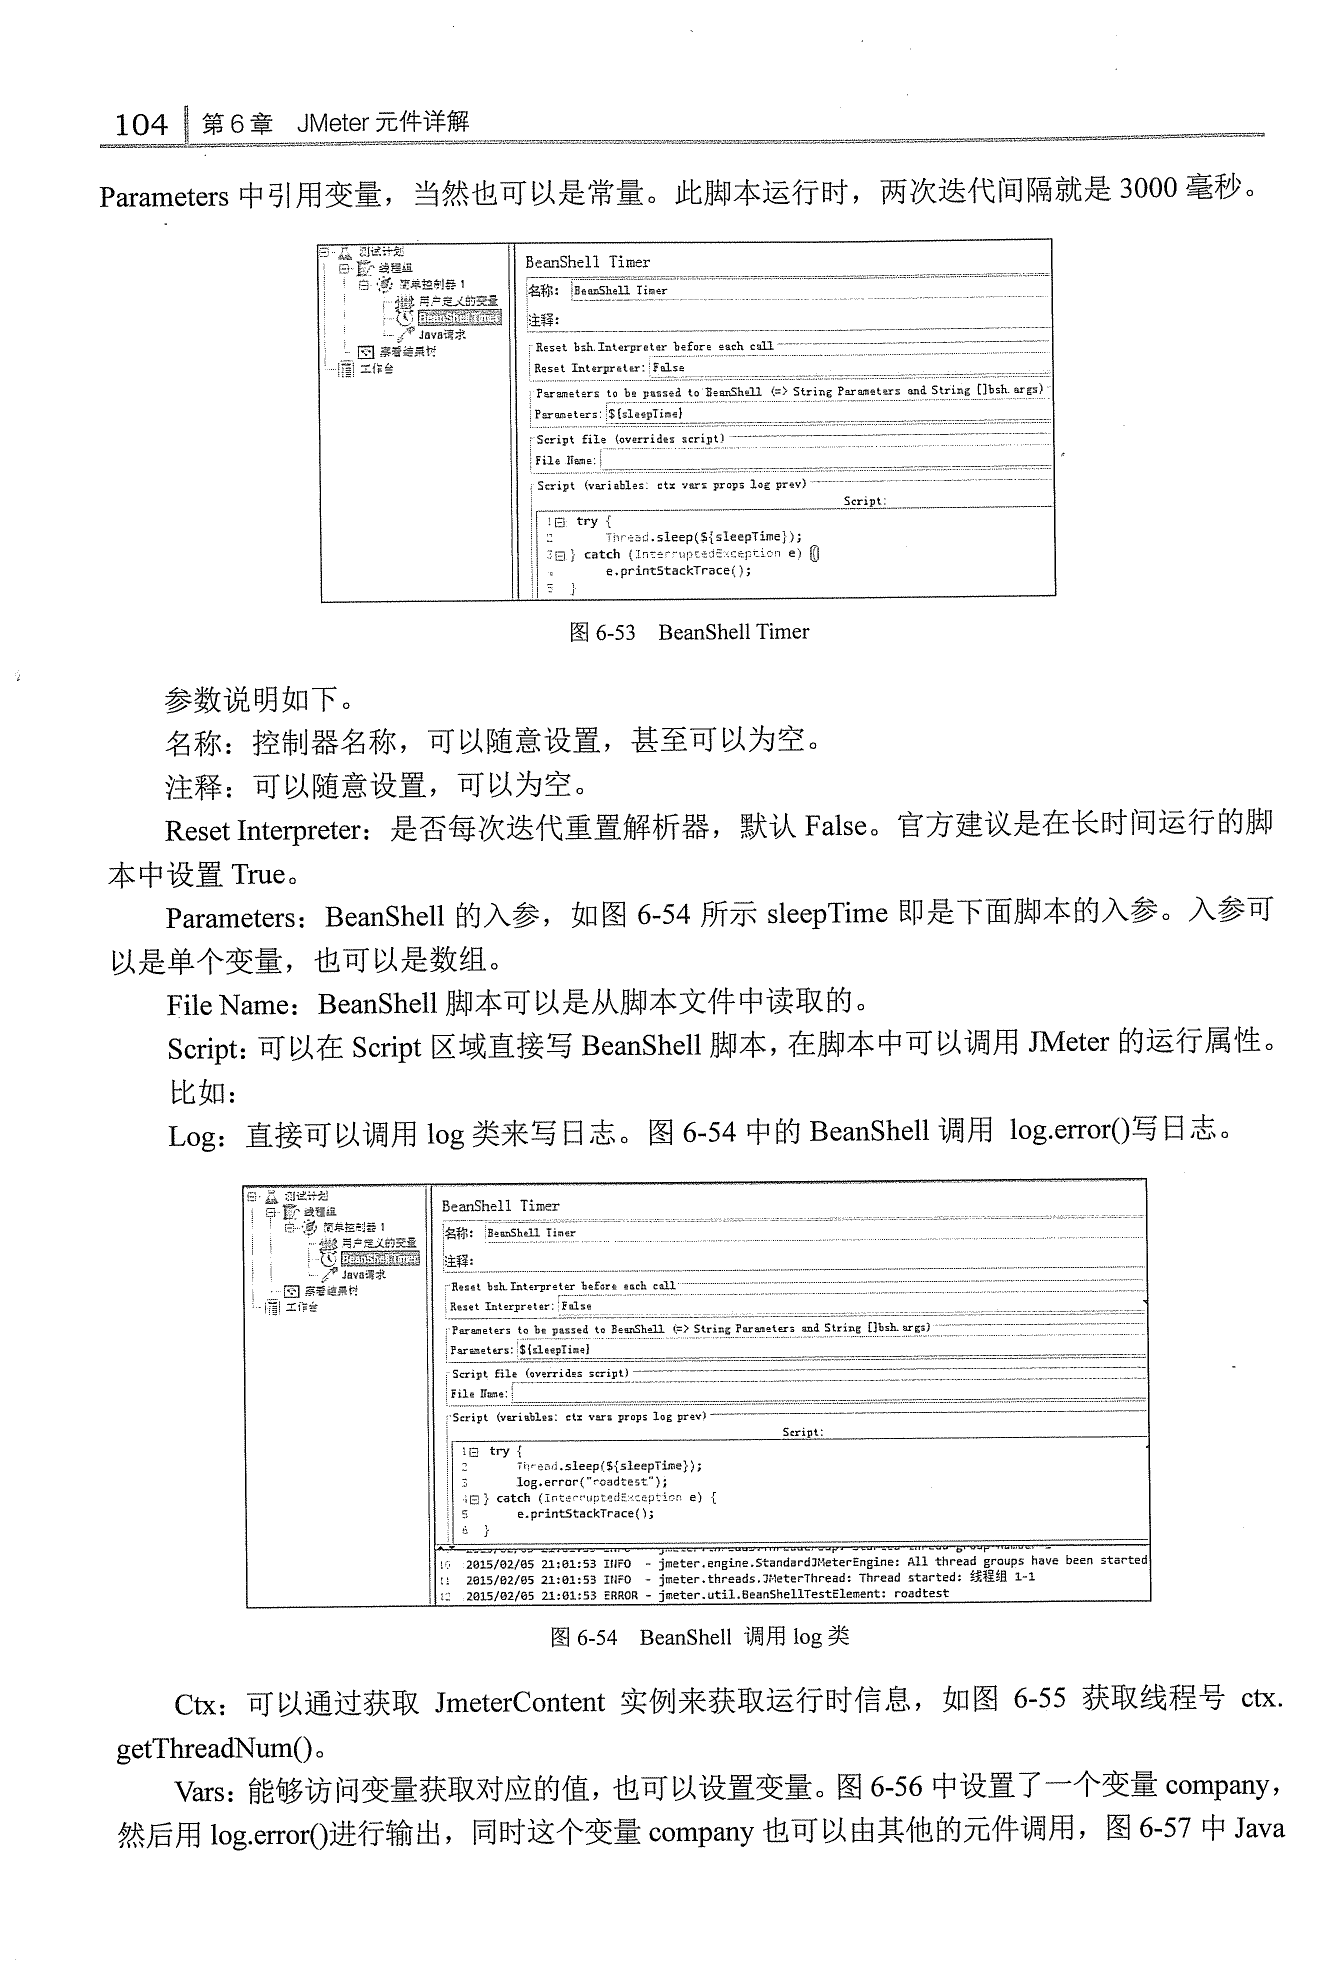 104 第6章 JMeter元件详解
Parameters 中引用变量，当然也可以是常量。此脚本运行时，两次迭代间隔就是 3000 毫秒。
测试计划
线程组
简单控制器 1
用户定义的变量
BeanShell Timer
Java请求
察看结果树
工作台
BeanShell Timer
名称: BeanShell Timer
注释:
Reset bsh.Interpreter before each call
Reset Interpreter: False
Parameters to be passed to BeanShell (=> String Parameters and String []bsh.args)
Parameters: ${sleepTime}
Script file (overrides script)
File Name:
Script (variables: ctx vars props log prev)
Script:
1 try {
2 Thread.sleep(${sleepTime});
3 } catch (InterruptedException e) {
e.printStackTrace();
5 }
图 6-53 BeanShell Timer
参数说明如下。
名称：控制器名称，可以随意设置，甚至可以为空。
注释：可以随意设置，可以为空。
Reset Interpreter：是否每次迭代重置解析器，默认 False。官方建议是在长时间运行的脚
本中设置 True。
Parameters：BeanShell 的入参，如图 6-54 所示 sleepTime 即是下面脚本的入参。入参可
以是单个变量，也可以是数组。
File Name：BeanShell 脚本可以是从脚本文件中读取的。
Script：可以在 Script 区域直接写 BeanShell 脚本，在脚本中可以调用 JMeter 的运行属性。
比如：
Log：直接可以调用 log 类来写日志。图 6-54 中的 BeanShell 调用 log.error()写日志。
测试计划
线程组
简单控制器 1
用户定义的变量
BeanShell Timer
Java请求
察看结果树
工作台
BeanShell Timer
名称: BeanShell Timer
注释:
Reset bsh.Interpreter before each call
Reset Interpreter: False
Parameters to be passed to BeanShell (=> String Parameters and String []bsh.args)
Parameters: ${sleepTime}
Script file (overrides script)
File Name:
Script (variables: ctx vars props log prev)
Script:
1 try {
2 Thread.sleep(${sleepTime});
3 log.error("roadtest");
4 } catch (InterruptedException e) {
5 e.printStackTrace();
6 }
10 2015/02/05 21:01:53 INFO - jmeter.engine.StandardJMeterEngine: All thread groups have been started
11 2015/02/05 21:01:53 INFO - jmeter.threads.JMeterThread: Thread started: 线程组 1-1
12 2015/02/05 21:01:53 ERROR - jmeter.util.BeanShellTestElement: roadtest
图 6-54 BeanShell 调用 log 类
Ctx：可以通过获取 JmeterContent 实例来获取运行时信息，如图 6-55 获取线程号 ctx.
getThreadNum()。
Vars：能够访问变量获取对应的值，也可以设置变量。图 6-56 中设置了一个变量 company，
然后用 log.error()进行输出，同时这个变量 company 也可以由其他的元件调用，图 6-57 中 Java